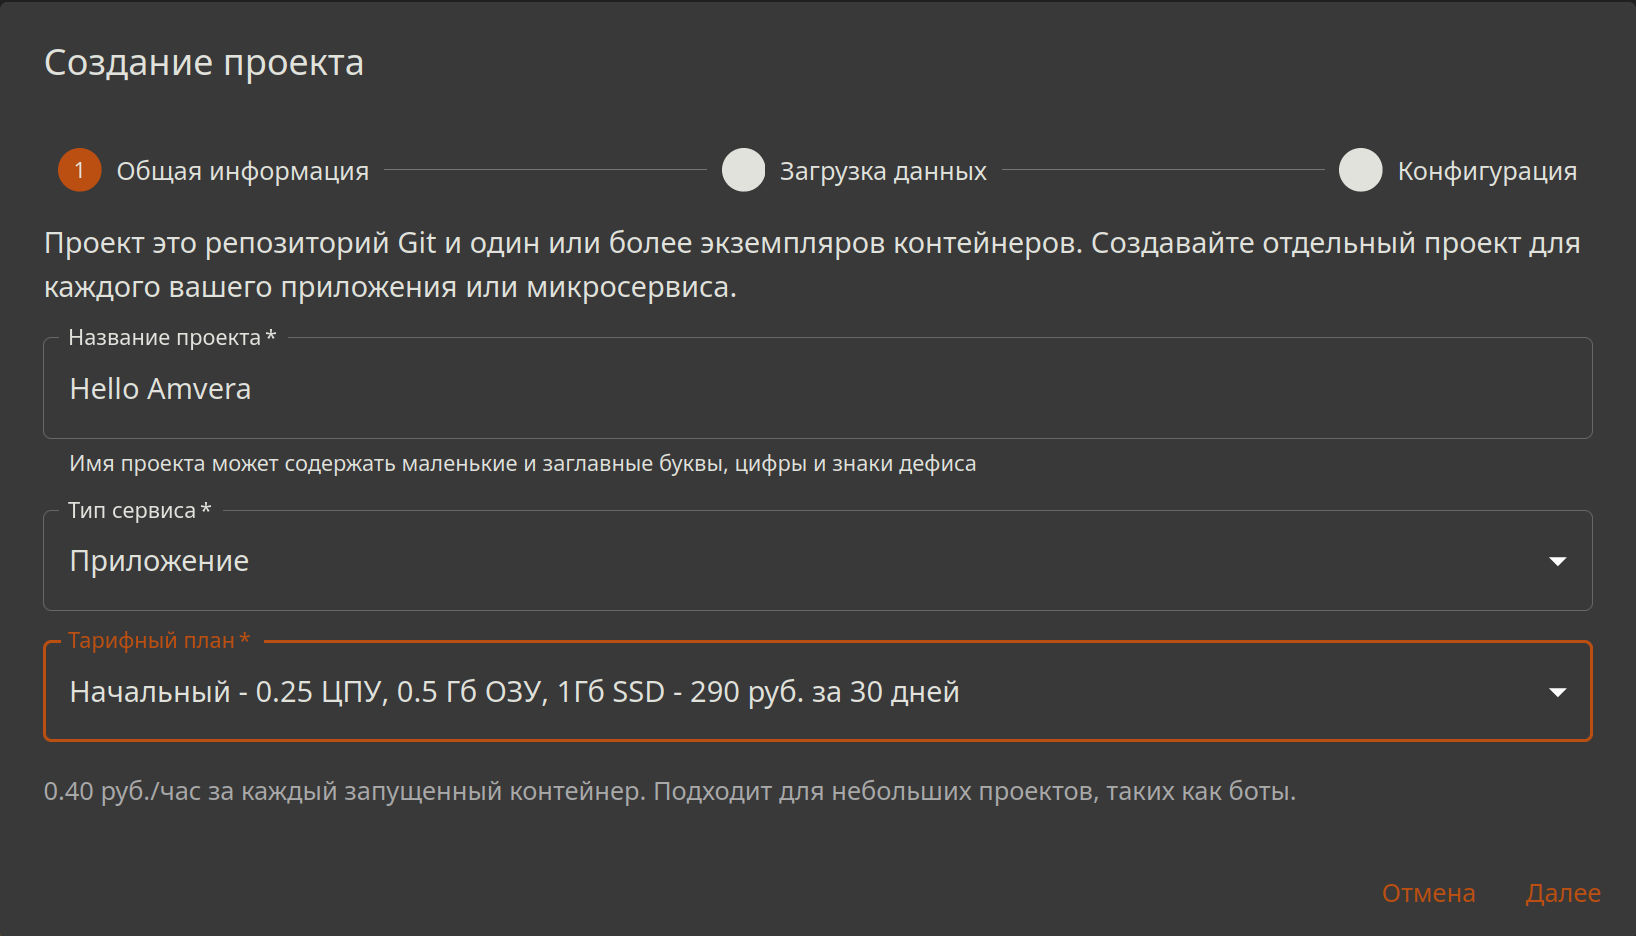 Создание проекта
1 Общая информация Загрузка данных Конфигурация
Проект это репозиторий Git и один или более экземпляров контейнеров. Создавайте отдельный проект для
каждого вашего приложения или микросервиса.
Название проекта *
Hello Amvera
Имя проекта может содержать маленькие и заглавные буквы, цифры и знаки дефиса
Тип сервиса *
Приложение
Тарифный план *
Начальный - 0.25 ЦПУ, 0.5 Гб ОЗУ, 1Гб SSD - 290 руб. за 30 дней
0.40 руб./час за каждый запущенный контейнер. Подходит для небольших проектов, таких как боты.
Отмена Далее